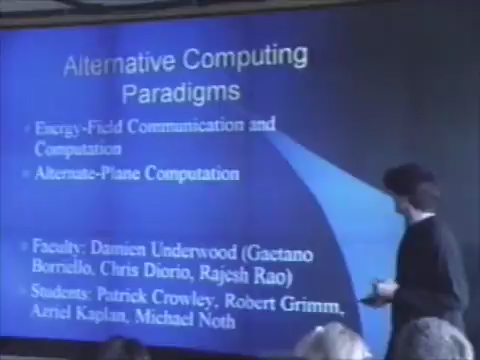 Alternative Computing
Paradigms
Energy-Field Communication and
Computation
Alternate-Plane Computation
Faculty: Damien Underwood (Gaetano
Borriello, Chris Diorio, Rajesh Rao)
Students: Patrick Crowley, Robert Grimm,
Azriel Kaplan, Michael Noth